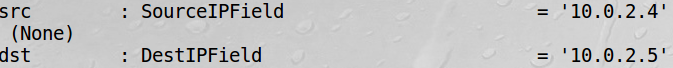 src : SourceIPField = '10.0.2.4'
(None)
dst : DestIPField = '10.0.2.5'